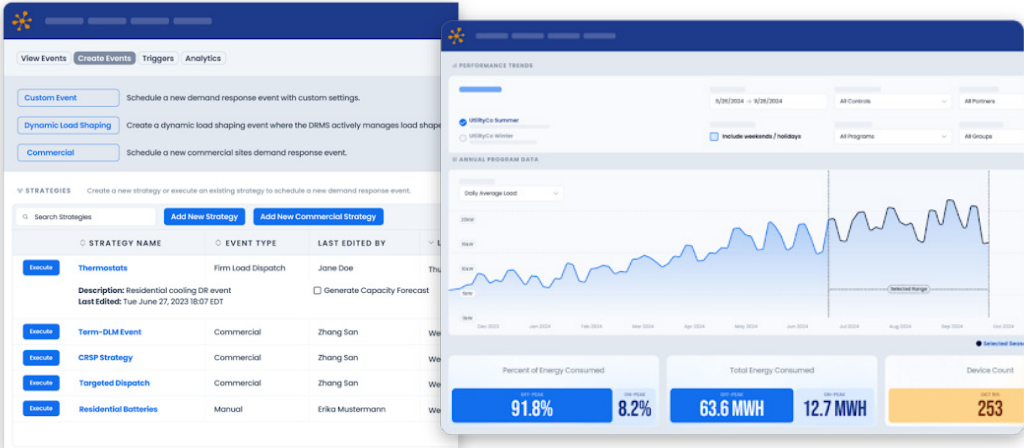 View Events Create Events Triggers Analytics
Custom Event Schedule a new demand response event with custom settings.
Dynamic Load Shaping Create a dynamic load shaping event where the DRMS actively manages load shape
Commercial Schedule a new commercial sites demand response event.
STRATEGIES Create a new strategy or execute an existing strategy to schedule a new demand response event.
Search Strategies Add New Strategy Add New Commercial Strategy
STRATEGY NAME EVENT TYPE LAST EDITED BY L
Execute Thermostats Firm Load Dispatch Jane Doe Thu
Description: Residential cooling DR event Generate Capacity Forecast
Last Edited: Tue June 27, 2023 18:07 EDT
Execute Term-DLM Event Commercial Zhang San We
Execute CRSP Strategy Commercial Zhang San We
Execute Targeted Dispatch Commercial Zhang San We
Execute Residential Batteries Manual Erika Mustermann We
PERFORMANCE TRENDS
All Controls All Partners
UtilityCo Summer
UtilityCo Winter
Include weekends / holidays All Programs All Groups
ANNUAL PROGRAM DATA
Daily Average Load
Selected Range
Dec 2023 Jan 2024 Feb 2024 Mar 2024 Apr 2024 May 2024 Jun 2024 Jul 2024 Aug 2024 Sep 2024 Oct 2024
Selected Seas
Percent of Energy Consumed Total Energy Consumed Device Count
OFF-PEAK ON-PEAK OFF-PEAK ON-PEAK
91.8% 8.2% 63.6 MWH 12.7 MWH 253